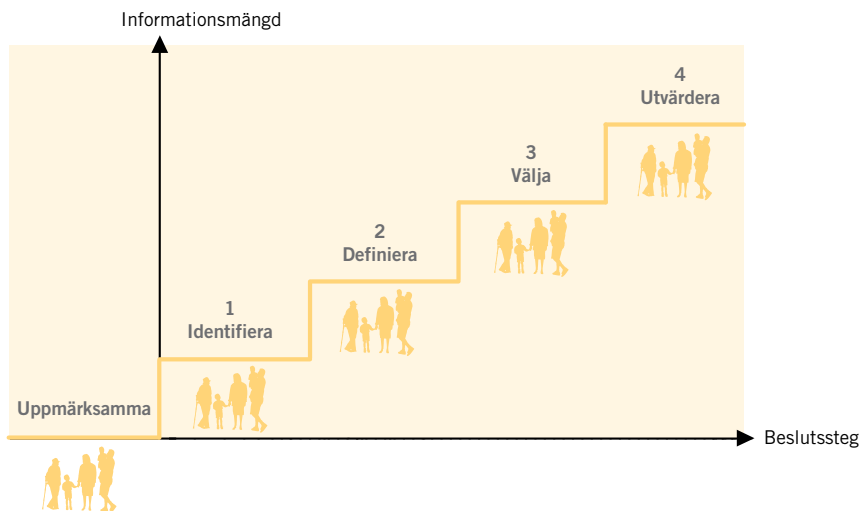 Informationsmängd
4
Utvärdera
3
Välja
2
Definiera
1
Identifiera
Uppmärksamma
Beslutssteg